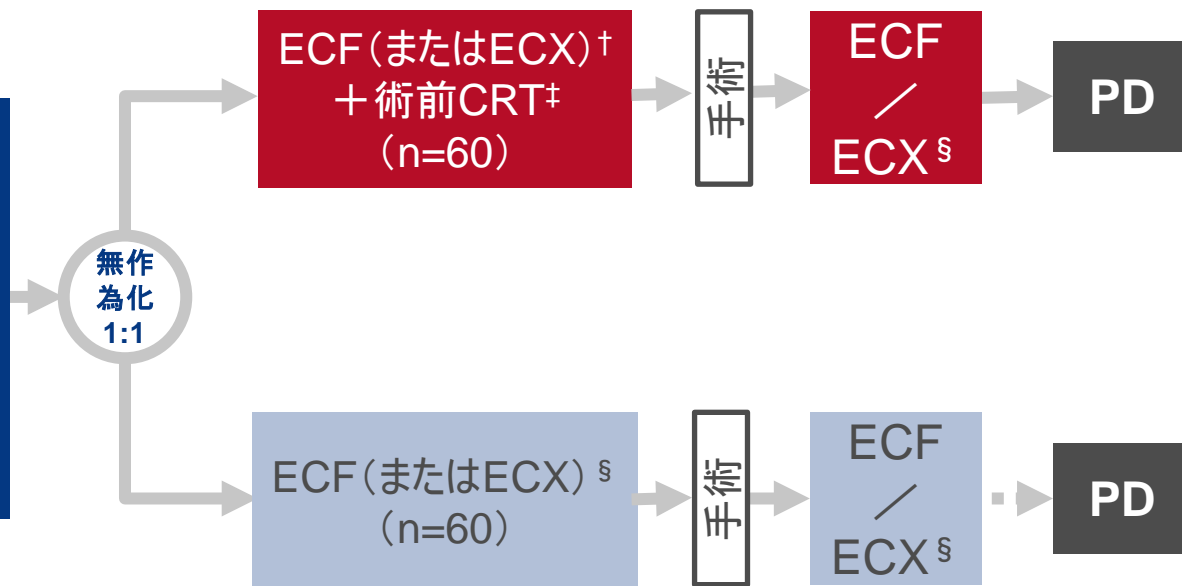 ECF（またはECX）†
＋術前CRT‡
（n=60）
手術
ECF
／
ECX§
PD
無作
為化
1:1
ECF（またはECX）§
（n=60）
手術
ECF
／
ECX§
PD